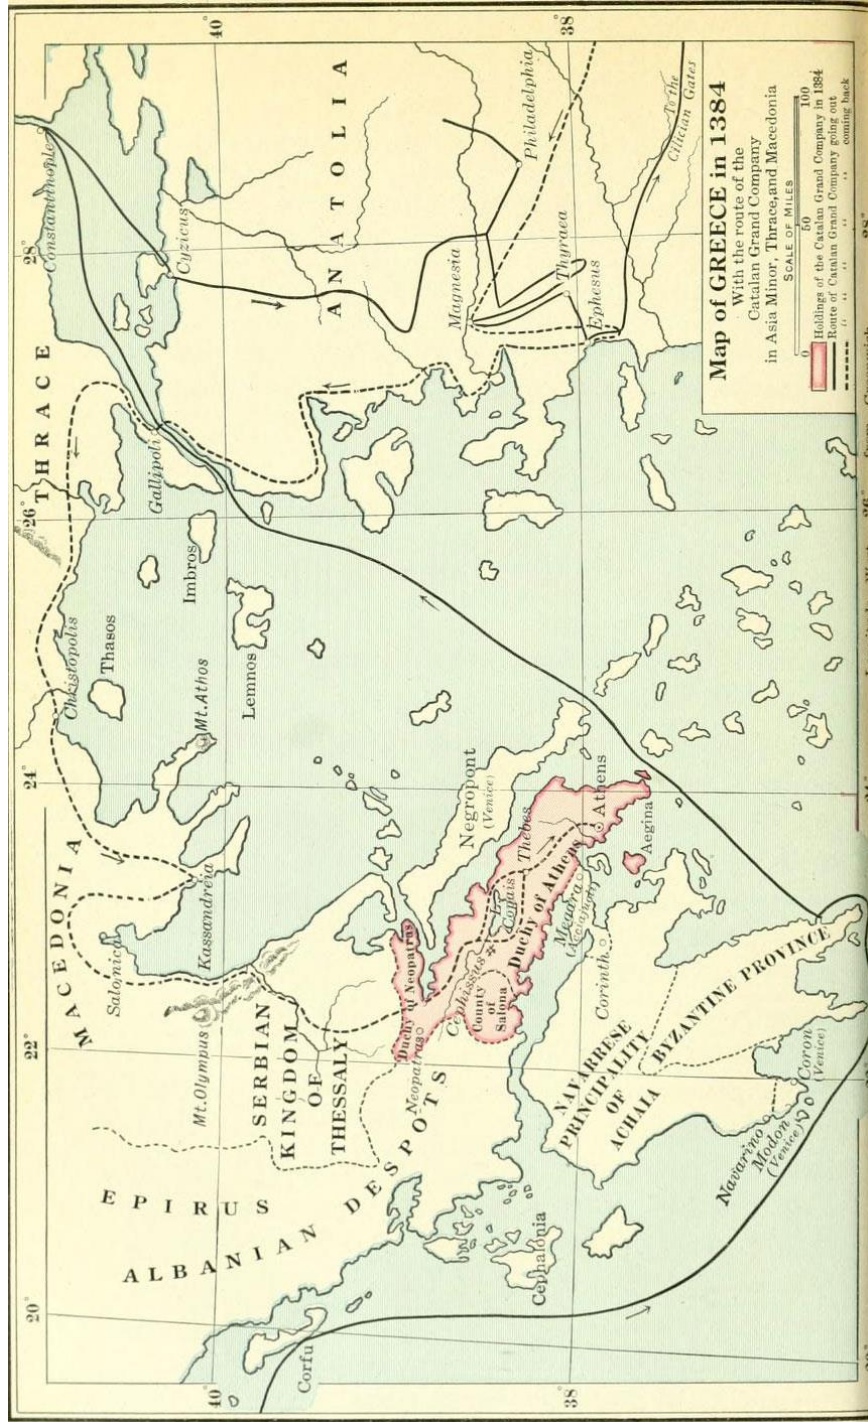 Map of GREECE in 1384
With the route of the
Catalan Grand Company
in Asia Minor, Thrace, and Macedonia
SCALE OF MILES
0 50 100
Holdings of the Catalan Grand Company in 1384
Route of Catalan Grand Company going out
" " " " " coming back
20°
22°
24°
26°
28°
40°
38°
40°
38°
28°
26°
THRACE
MACEDONIA
Constantinople
Cyzicus
Gallipoli
ANATOLIA
Philadelphia
Magnesia
Thyraea
Ephesus
To the
Cilician Gates
Imbros
Lemnos
Thasos
Christopolis
Mt. Athos
Salonica
Kassandreia
Mt. Olympus
SERBIAN
KINGDOM
OF
THESSALY
EPIRUS
ALBANIAN DESPOTS
Duchy of Neopatras
Neopatras
Cephissus
County
of
Salona
L.
Copais
Thebes
Duchy of Athens
Athens
Negropont
(Venice)
Aegina
Megara
Corinth
NAVARRESE
PRINCIPALITY
OF
ACHAIA
BYZANTINE PROVINCE
Navarino
Modon
(Venice)
Coron
(Venice)
Cephalonia
Corfu